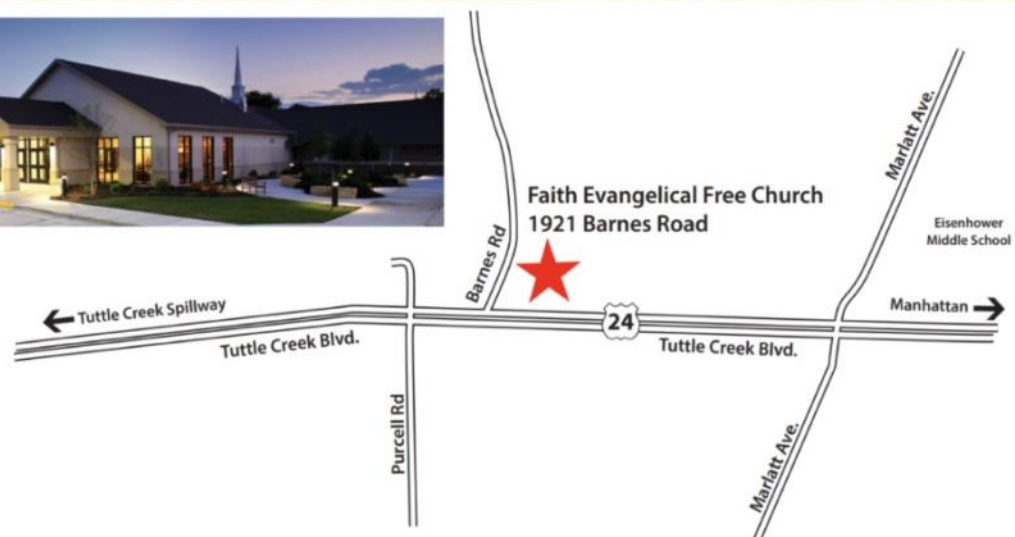 Marlatt Ave.
Faith Evangelical Free Church
1921 Barnes Road
Eisenhower
Middle School
Barnes Rd
Tuttle Creek Spillway
Manhattan
24
Tuttle Creek Blvd.
Tuttle Creek Blvd.
Purcell Rd
Marlatt Ave.